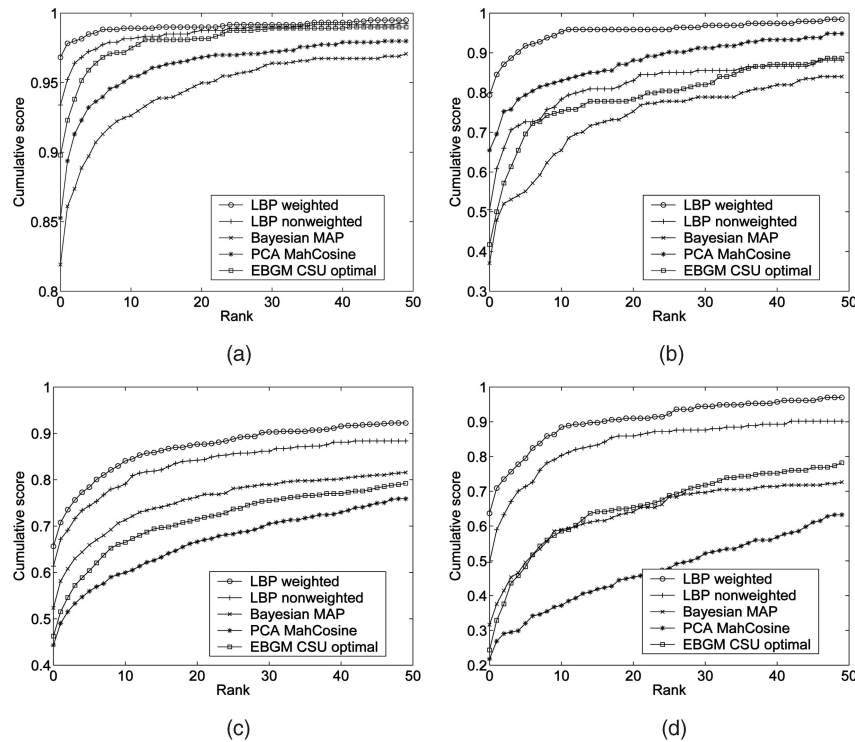 1
0.95
0.9
0.85
0.8
0 10 20 30 40 50
Cumulative score
Rank
LBP weighted
LBP nonweighted
Bayesian MAP
PCA MahCosine
EBGM CSU optimal
(a)
1
0.9
0.8
0.7
0.6
0.5
0.4
0.3
0 10 20 30 40 50
Cumulative score
Rank
LBP weighted
LBP nonweighted
Bayesian MAP
PCA MahCosine
EBGM CSU optimal
(b)
1
0.9
0.8
0.7
0.6
0.5
0.4
0 10 20 30 40 50
Cumulative score
Rank
LBP weighted
LBP nonweighted
Bayesian MAP
PCA MahCosine
EBGM CSU optimal
(c)
1
0.9
0.8
0.7
0.6
0.5
0.4
0.3
0.2
0 10 20 30 40 50
Cumulative score
Rank
LBP weighted
LBP nonweighted
Bayesian MAP
PCA MahCosine
EBGM CSU optimal
(d)